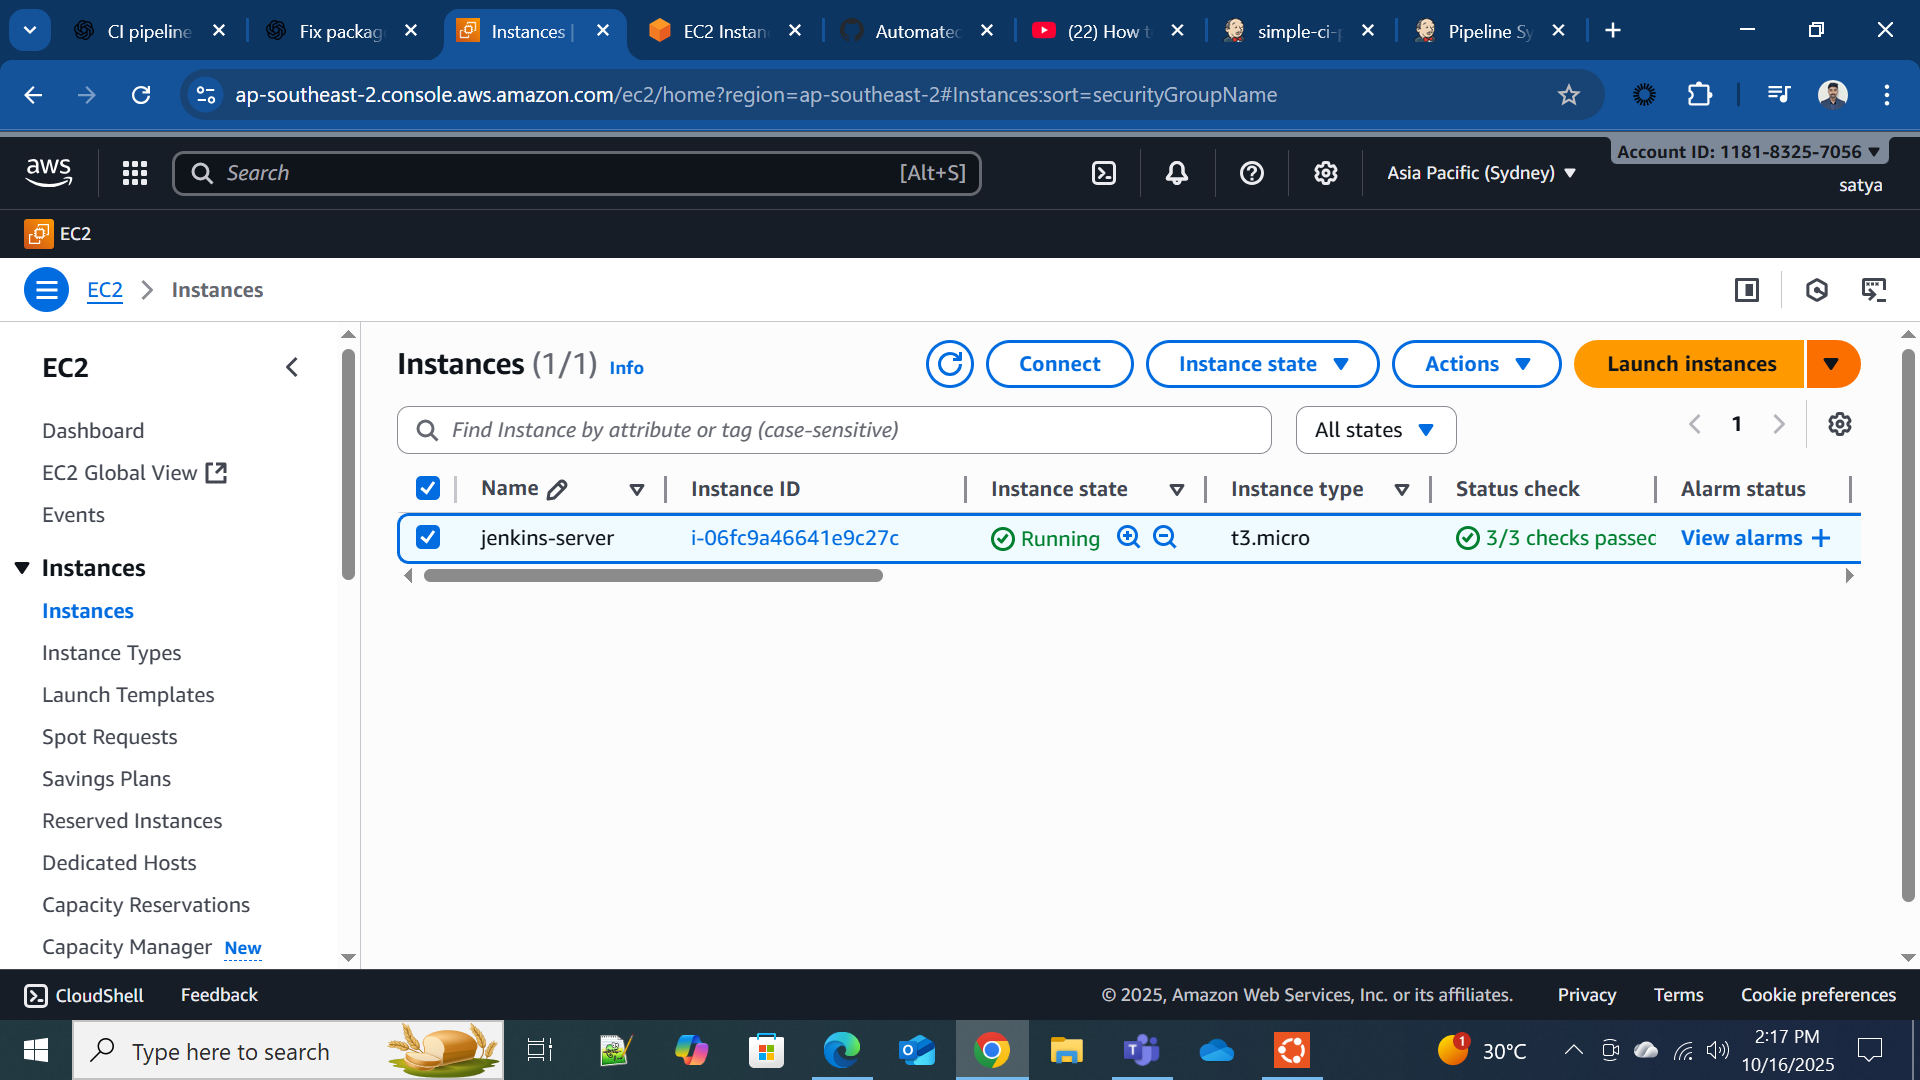 CI pipeline
Fix packag
Instances |
EC2 Instan
Automatec
(22) How t
simple-ci-p
Pipeline Sy
ap-southeast-2.console.aws.amazon.com/ec2/home?region=ap-southeast-2#Instances:sort=securityGroupName
aws
Search
[Alt+S]
Asia Pacific (Sydney)
Account ID: 1181-8325-7056
satya
EC2
EC2
Instances
EC2
Dashboard
EC2 Global View
Events
Instances
Instances
Instance Types
Launch Templates
Spot Requests
Savings Plans
Reserved Instances
Dedicated Hosts
Capacity Reservations
Capacity Manager New
Instances (1/1) Info
Connect
Instance state
Actions
Launch instances
Find Instance by attribute or tag (case-sensitive)
All states
1
Name
Instance ID
Instance state
Instance type
Status check
Alarm status
jenkins-server
i-06fc9a46641e9c27c
Running
t3.micro
3/3 checks passec
View alarms
CloudShell
Feedback
© 2025, Amazon Web Services, Inc. or its affiliates.
Privacy
Terms
Cookie preferences
Type here to search
1
30°C
2:17 PM
10/16/2025